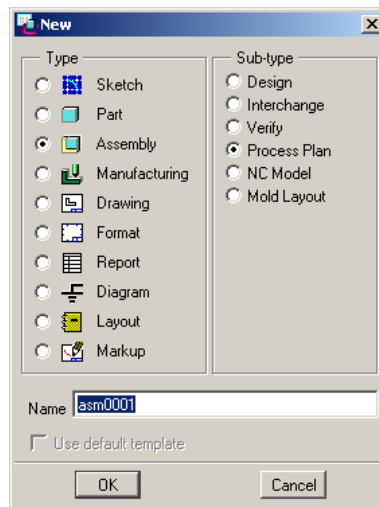 New
Type
Sketch
Part
Assembly
Manufacturing
Drawing
Format
Report
Diagram
Layout
Markup
Sub-type
Design
Interchange
Verify
Process Plan
NC Model
Mold Layout
Name asm0001
Use default template
OK Cancel